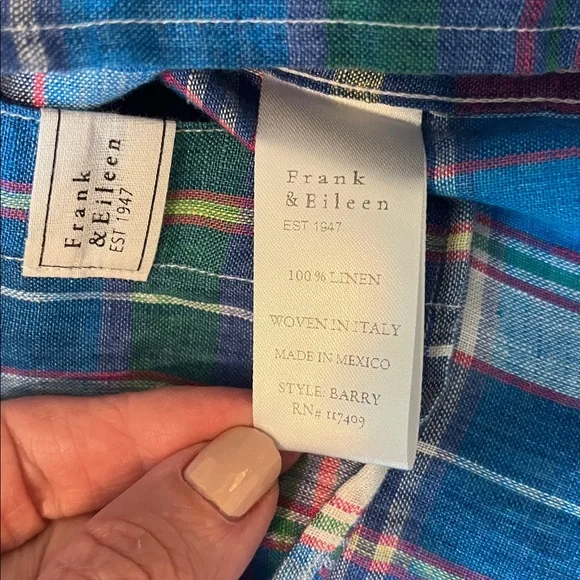 Frank
& Eileen
EST 1947
Frank
& Eileen
EST 1947
100% LINEN
WOVEN IN ITALY
MADE IN MEXICO
STYLE: BARRY
RN# 117409